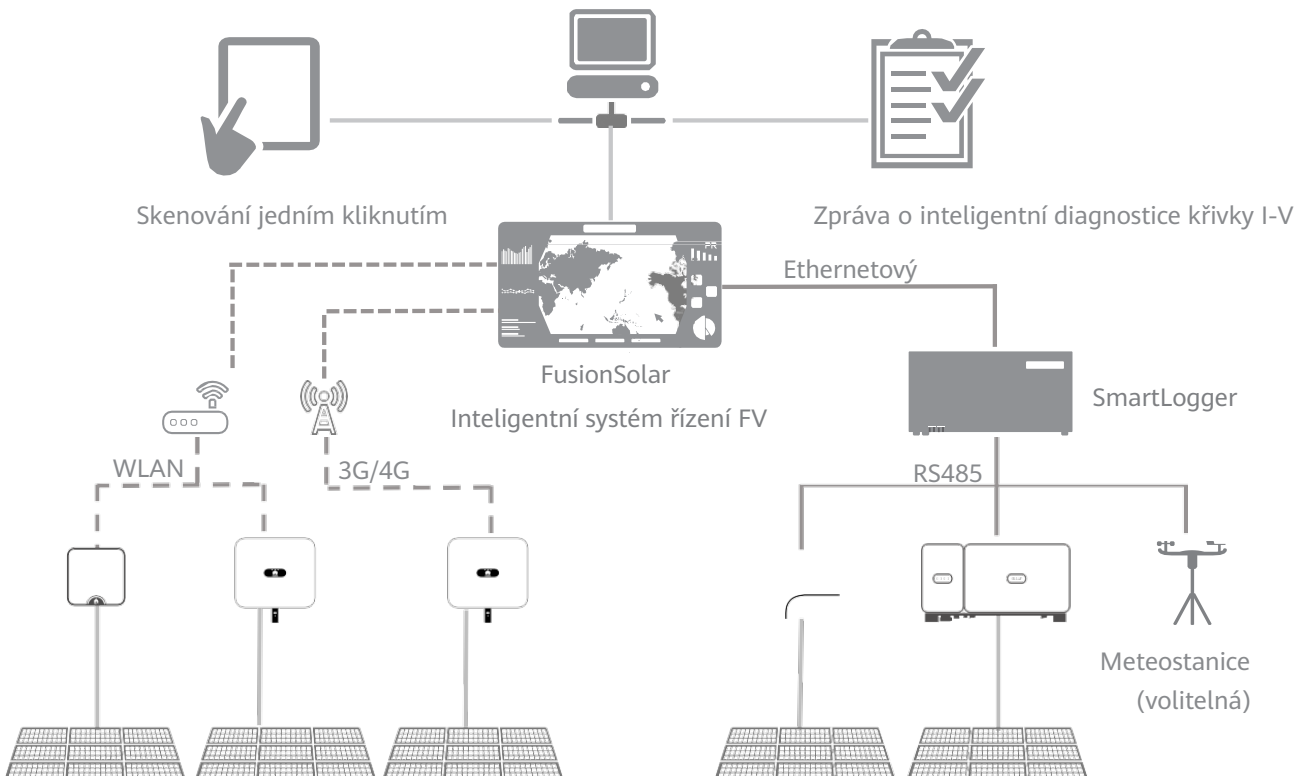 Skenování jedním kliknutím
Zpráva o inteligentní diagnostice křivky I-V
Ethernetový
FusionSolar
Inteligentní systém řízení FV
SmartLogger
WLAN
3G/4G
RS485
Meteostanice
(volitelná)